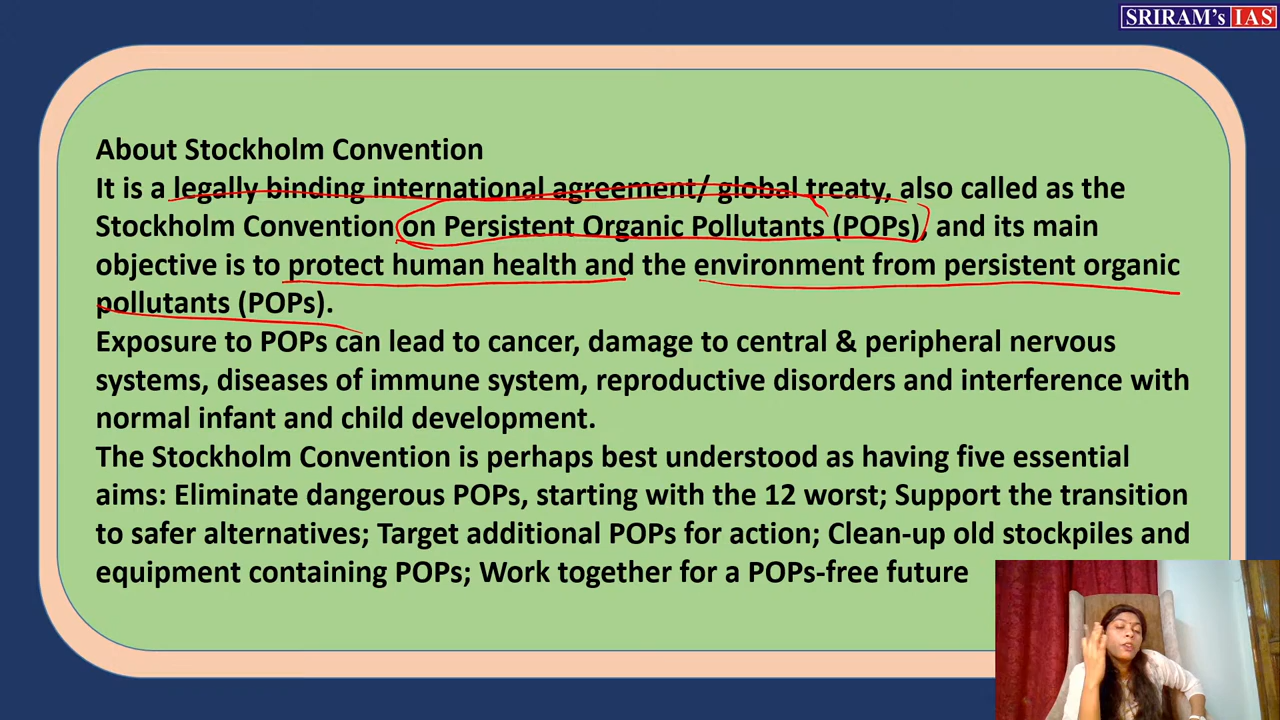 SRIRAM's IAS
About Stockholm Convention
It is a legally binding international agreement/ global treaty, also called as the
Stockholm Convention on Persistent Organic Pollutants (POPs), and its main
objective is to protect human health and the environment from persistent organic
pollutants (POPs).
Exposure to POPs can lead to cancer, damage to central & peripheral nervous
systems, diseases of immune system, reproductive disorders and interference with
normal infant and child development.
The Stockholm Convention is perhaps best understood as having five essential
aims: Eliminate dangerous POPs, starting with the 12 worst; Support the transition
to safer alternatives; Target additional POPs for action; Clean-up old stockpiles and
equipment containing POPs; Work together for a POPs-free future